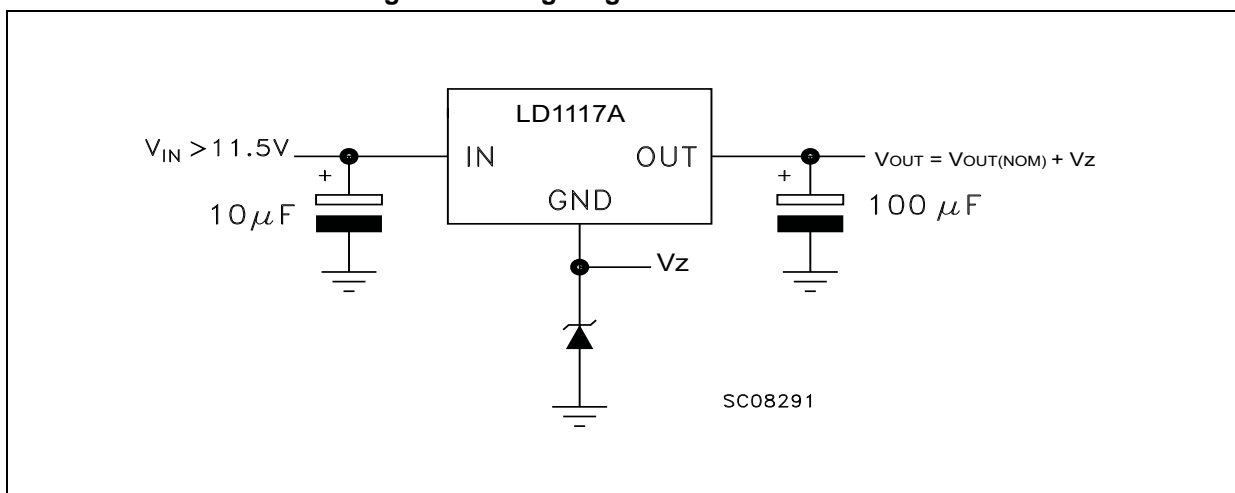 LD1117A
V_IN >11.5V
IN
OUT
VOUT = VOUT(NOM) + VZ
+
+
10μF
GND
100 μF
Vz
SC08291